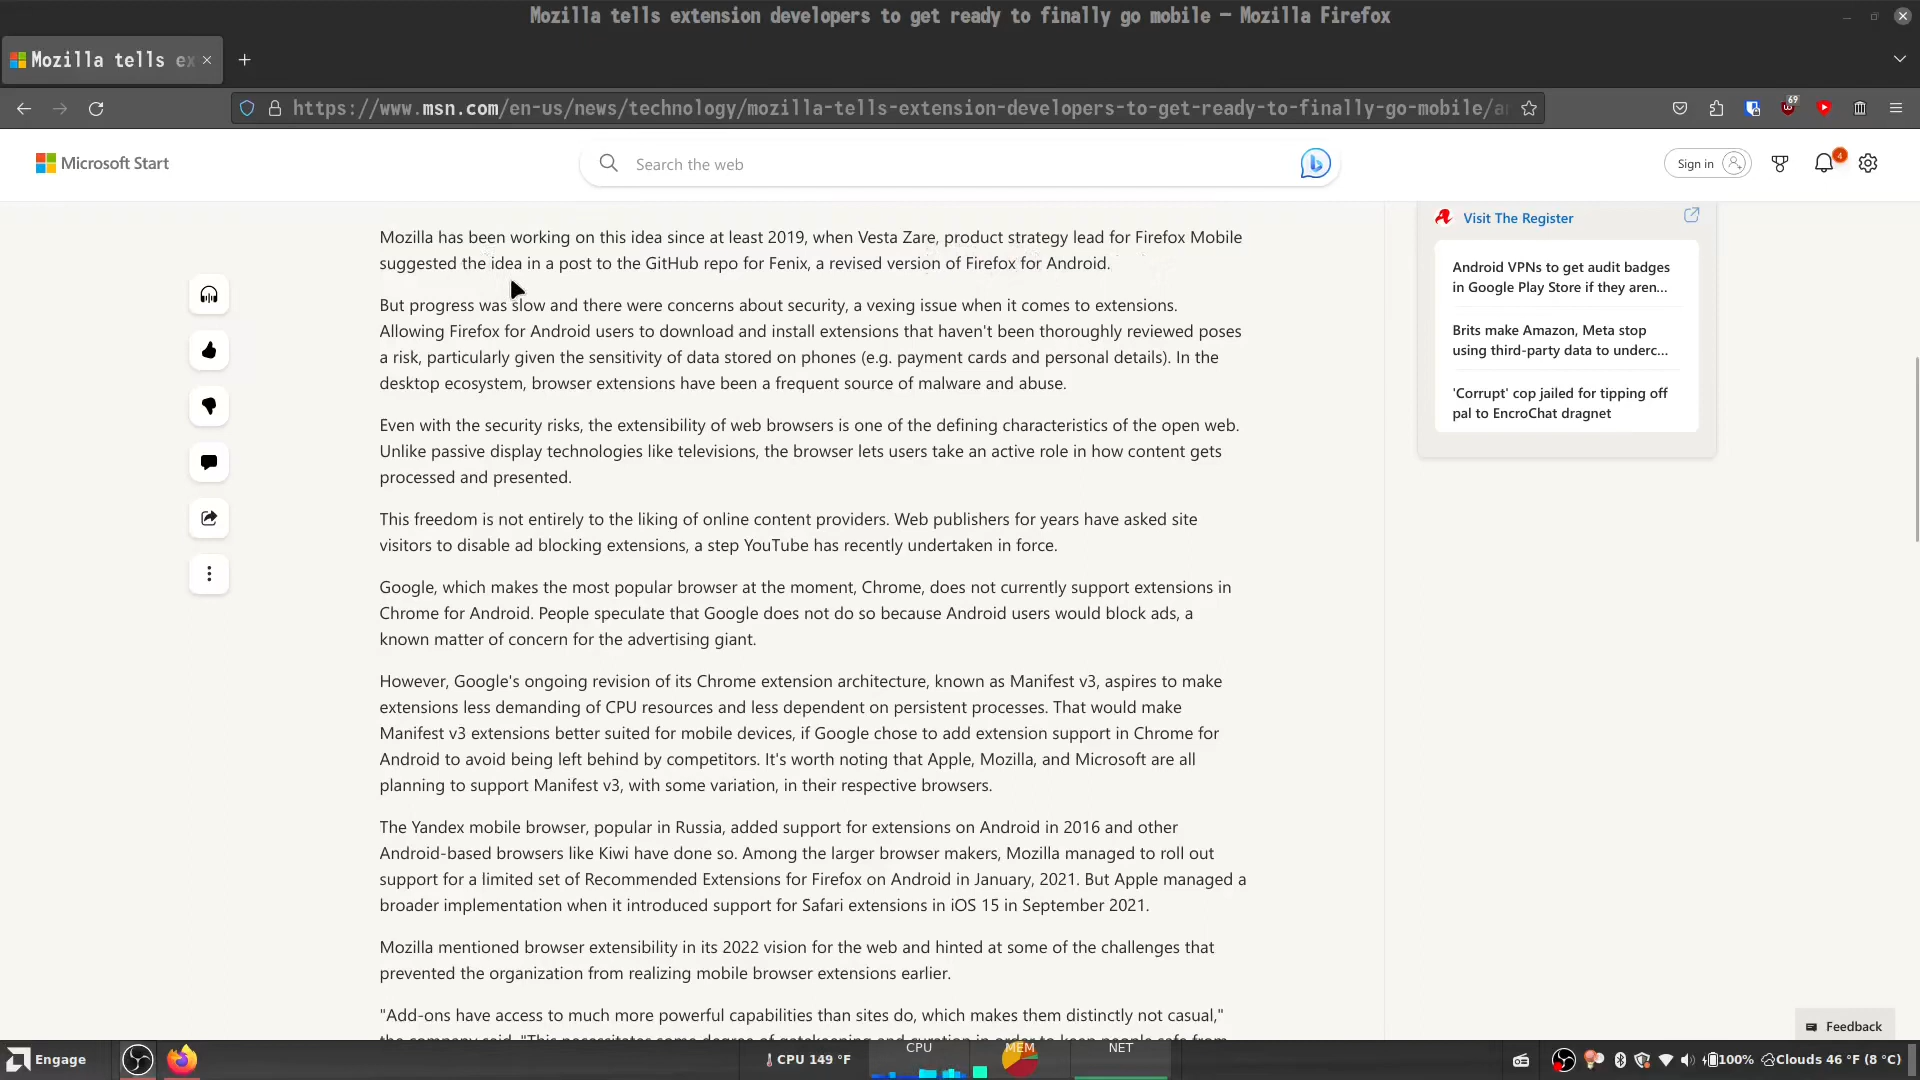 Mozilla tells extension developers to get ready to finally go mobile — Mozilla Firefox
Mozilla tells ex
https://www.msn.com/en-us/news/technology/mozilla-tells-extension-developers-to-get-ready-to-finally-go-mobile/a
69
Microsoft Start
Search the web
Sign in
4
Mozilla has been working on this idea since at least 2019, when Vesta Zare, product strategy lead for Firefox Mobile
suggested the idea in a post to the GitHub repo for Fenix, a revised version of Firefox for Android.
But progress was slow and there were concerns about security, a vexing issue when it comes to extensions.
Allowing Firefox for Android users to download and install extensions that haven't been thoroughly reviewed poses
a risk, particularly given the sensitivity of data stored on phones (e.g. payment cards and personal details). In the
desktop ecosystem, browser extensions have been a frequent source of malware and abuse.
Even with the security risks, the extensibility of web browsers is one of the defining characteristics of the open web.
Unlike passive display technologies like televisions, the browser lets users take an active role in how content gets
processed and presented.
This freedom is not entirely to the liking of online content providers. Web publishers for years have asked site
visitors to disable ad blocking extensions, a step YouTube has recently undertaken in force.
Google, which makes the most popular browser at the moment, Chrome, does not currently support extensions in
Chrome for Android. People speculate that Google does not do so because Android users would block ads, a
known matter of concern for the advertising giant.
However, Google's ongoing revision of its Chrome extension architecture, known as Manifest v3, aspires to make
extensions less demanding of CPU resources and less dependent on persistent processes. That would make
Manifest v3 extensions better suited for mobile devices, if Google chose to add extension support in Chrome for
Android to avoid being left behind by competitors. It's worth noting that Apple, Mozilla, and Microsoft are all
planning to support Manifest v3, with some variation, in their respective browsers.
The Yandex mobile browser, popular in Russia, added support for extensions on Android in 2016 and other
Android-based browsers like Kiwi have done so. Among the larger browser makers, Mozilla managed to roll out
support for a limited set of Recommended Extensions for Firefox on Android in January, 2021. But Apple managed a
broader implementation when it introduced support for Safari extensions in iOS 15 in September 2021.
Mozilla mentioned browser extensibility in its 2022 vision for the web and hinted at some of the challenges that
prevented the organization from realizing mobile browser extensions earlier.
"Add-ons have access to much more powerful capabilities than sites do, which makes them distinctly not casual,"
the company said. "This necessitates some degree of gatekeeping and curation in order to keep people safe from
Visit The Register
Android VPNs to get audit badges
in Google Play Store if they aren...
Brits make Amazon, Meta stop
using third-party data to underc...
'Corrupt' cop jailed for tipping off
pal to EncroChat dragnet
Feedback
Engage
CPU 149 °F
CPU
MEM
NET
100%
Clouds 46 °F (8 °C)